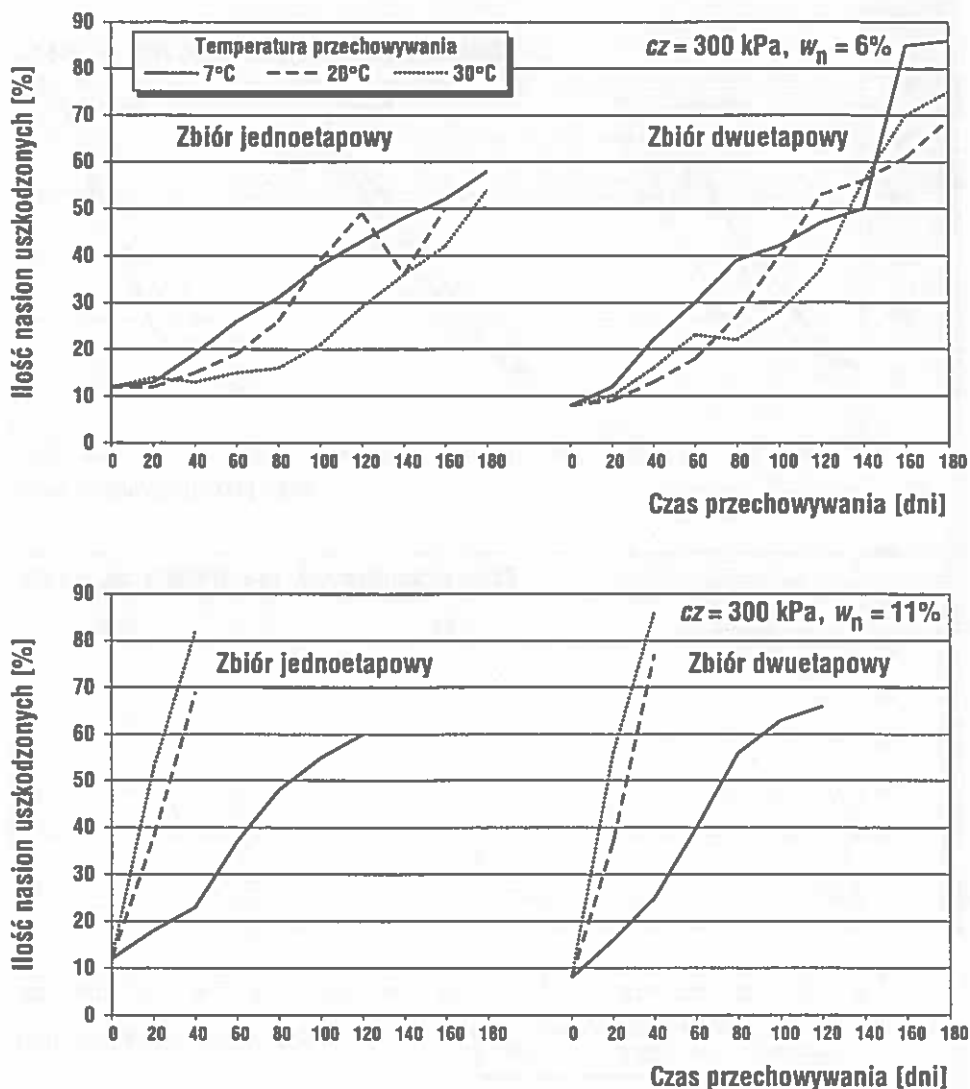 Ilość nasion uszkodzonych [%]
90
80
70
60
50
40
30
20
10
0
Temperatura przechowywania
7°C 20°C 30°C
cz = 300 kPa, wn = 6%
Zbiór jednoetapowy
Zbiór dwuetapowy
0 20 40 60 80 100 120 140 160 180
0 20 40 60 80 100 120 140 160 180
Czas przechowywania [dni]
Ilość nasion uszkodzonych [%]
90
80
70
60
50
40
30
20
10
0
cz = 300 kPa, wn = 11%
Zbiór jednoetapowy
Zbiór dwuetapowy
0 20 40 60 80 100 120 140 160 180
0 20 40 60 80 100 120 140 160 180
Czas przechowywania [dni]